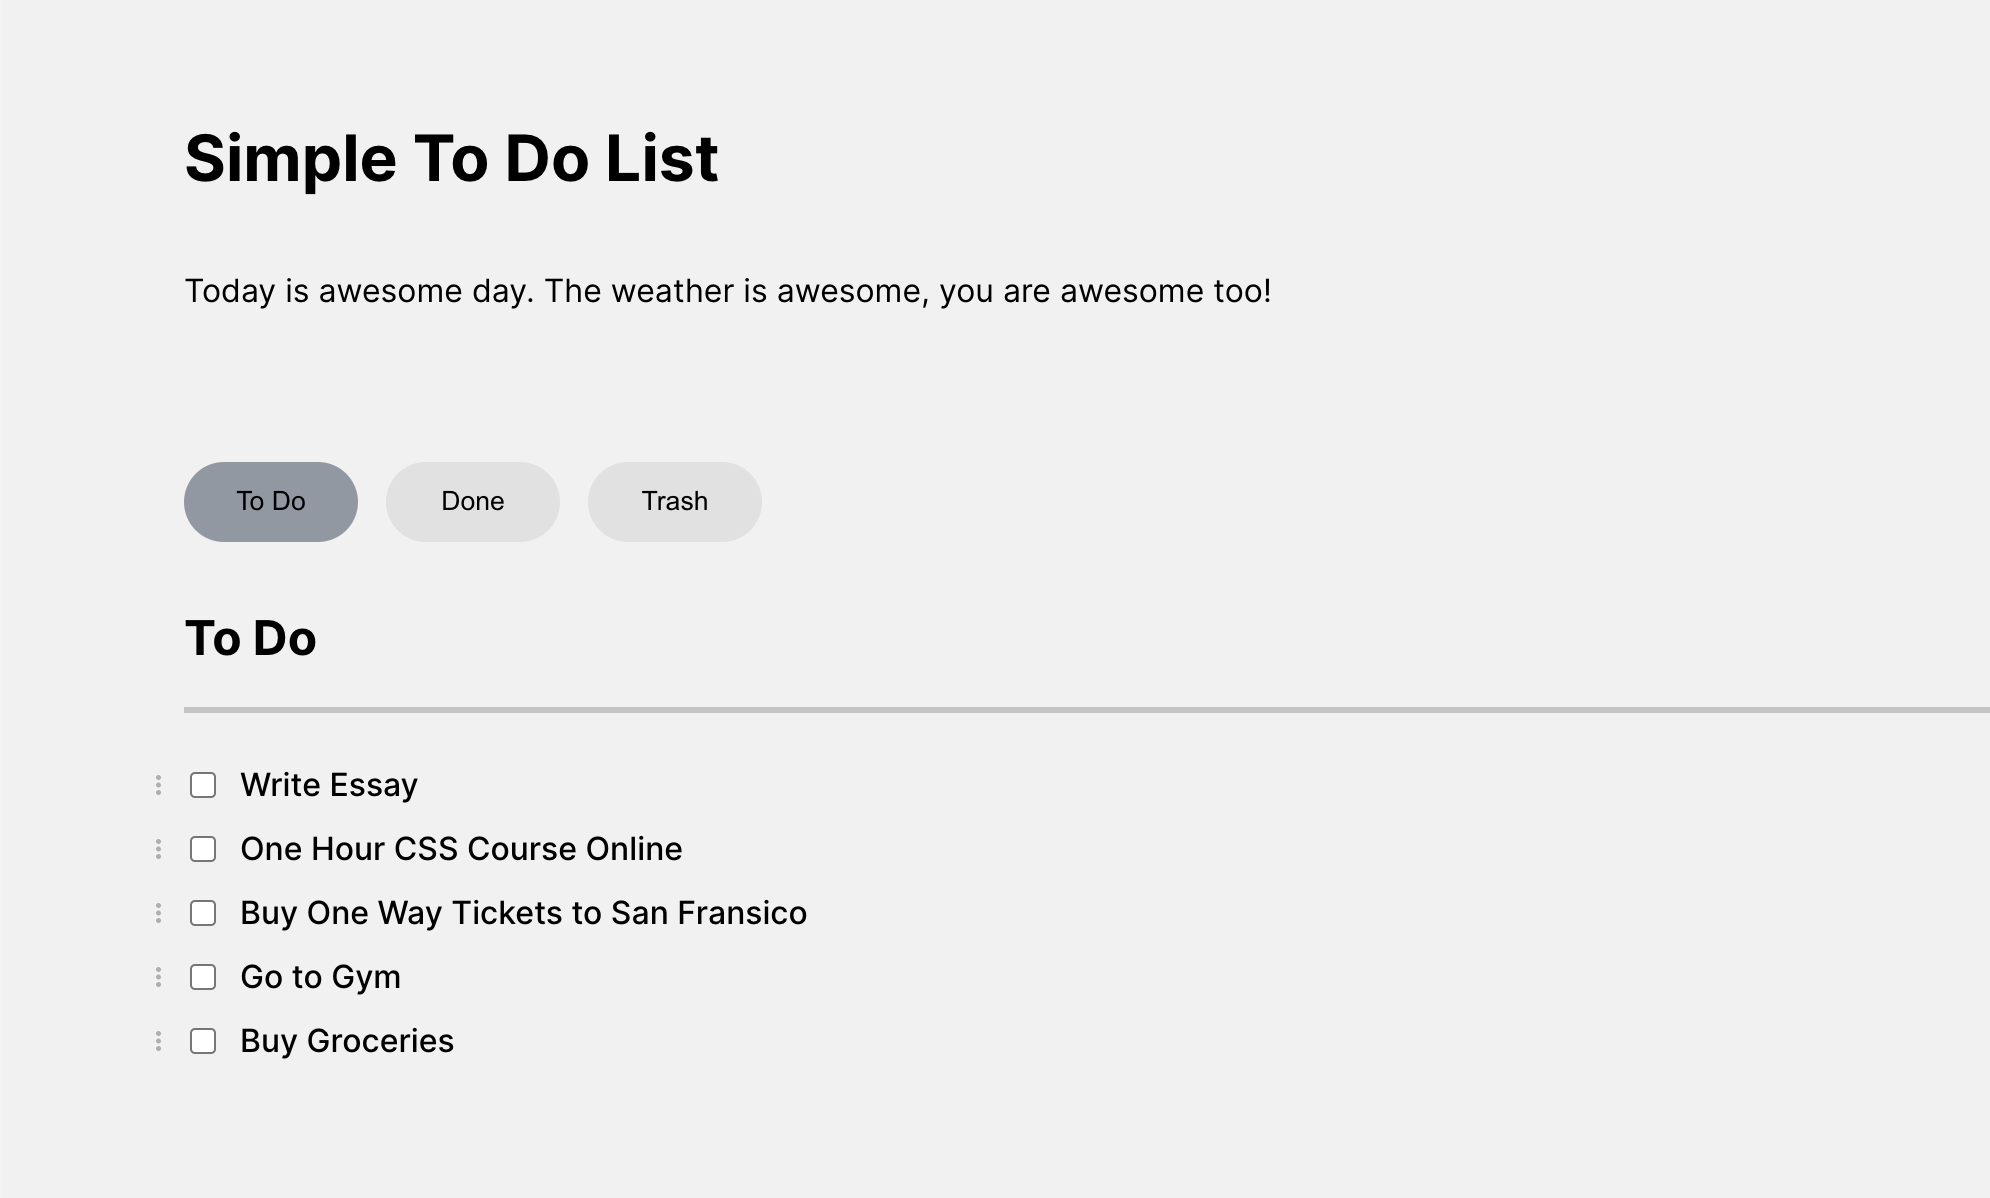 Simple To Do List
Today is awesome day. The weather is awesome, you are awesome too!
To Do
Done
Trash
To Do
Write Essay
One Hour CSS Course Online
Buy One Way Tickets to San Fransico
Go to Gym
Buy Groceries